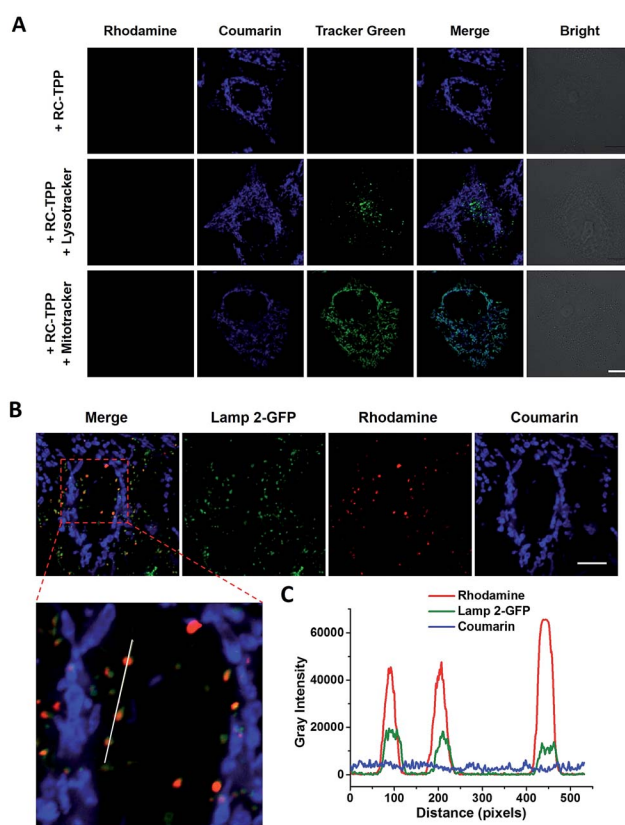 A
Rhodamine Coumarin Tracker Green Merge Bright
+ RC-TPP
+ RC-TPP
+ Lysotracker
+ RC-TPP
+ Mitotracker
B
Merge Lamp 2-GFP Rhodamine Coumarin
C
Rhodamine
Lamp 2-GFP
Coumarin
Gray Intensity
60000
40000
20000
0
0 100 200 300 400 500
Distance (pixels)